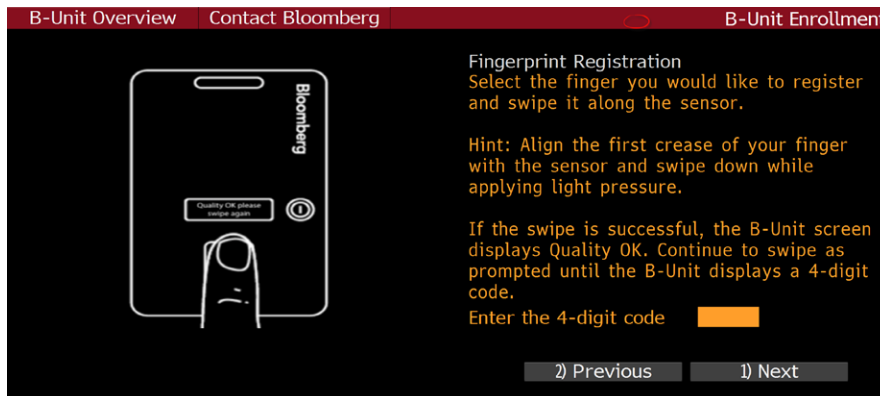 B-Unit Overview
Contact Bloomberg
B-Unit Enrollment
Bloomberg
Quality OK please
swipe again
Fingerprint Registration
Select the finger you would like to register
and swipe it along the sensor.
Hint: Align the first crease of your finger
with the sensor and swipe down while
applying light pressure.
If the swipe is successful, the B-Unit screen
displays Quality OK. Continue to swipe as
prompted until the B-Unit displays a 4-digit
code.
Enter the 4-digit code
2) Previous
1) Next